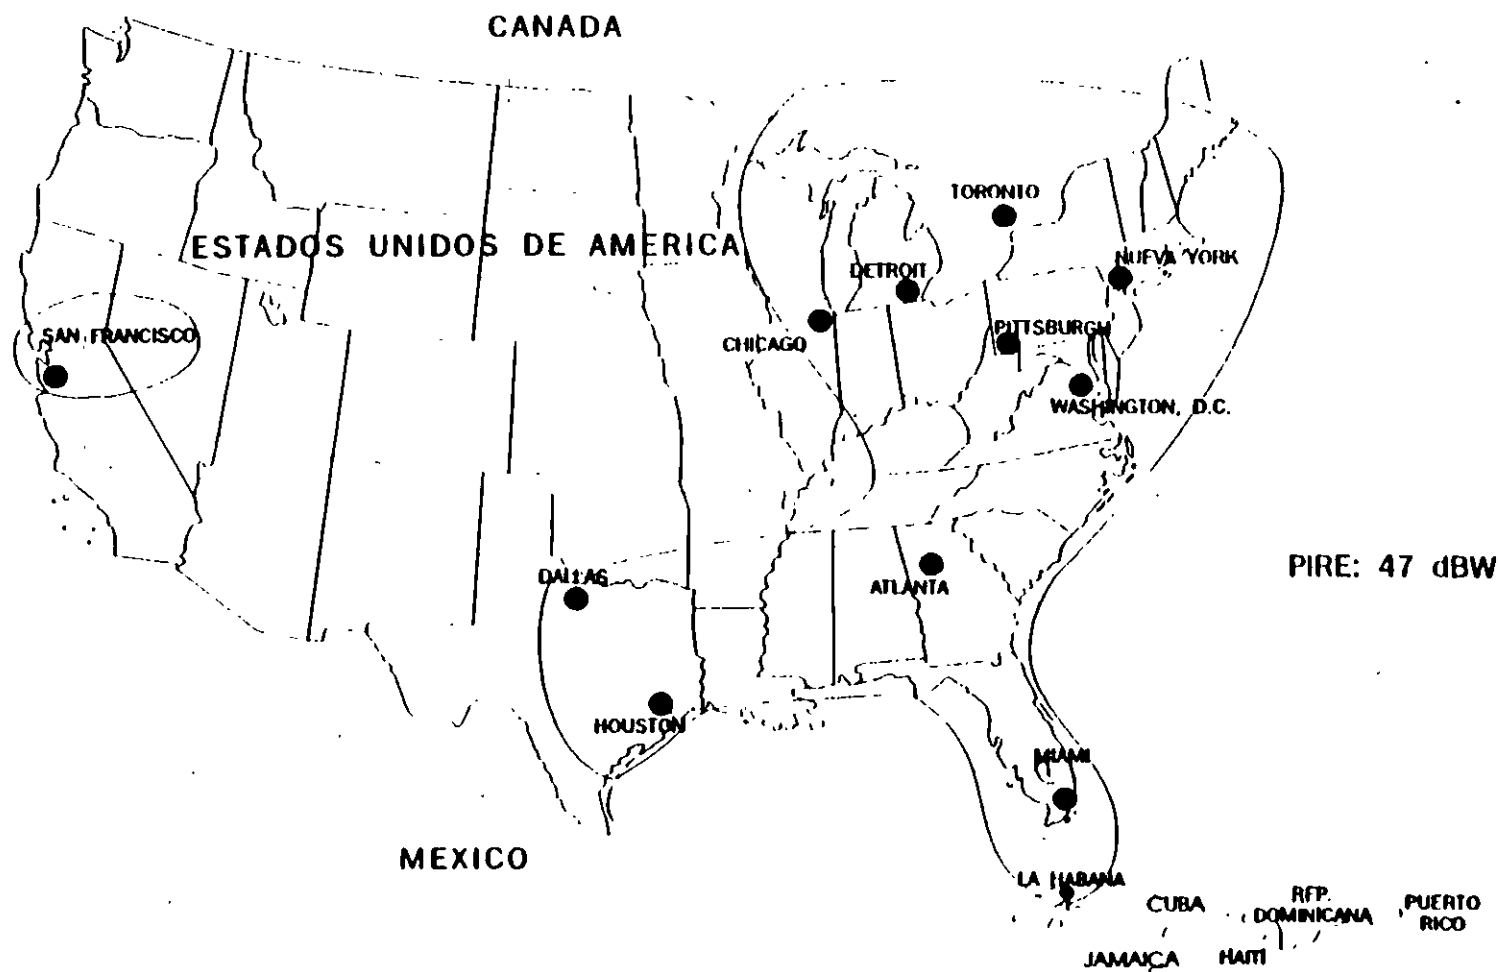 CANADA
TORONTO
ESTADOS UNIDOS DE AMERICA
NUEVA YORK
DETROIT
SAN FRANCISCO
PITTSBURGH
CHICAGO
WASHINGTON, D.C.
PIRE: 47 dBW
DALLAS
ATLANTA
HOUSTON
MIAMI
MEXICO
LA HABANA
CUBA
REP.
DOMINICANA
PUERTO
RICO
JAMAICA
HAITI